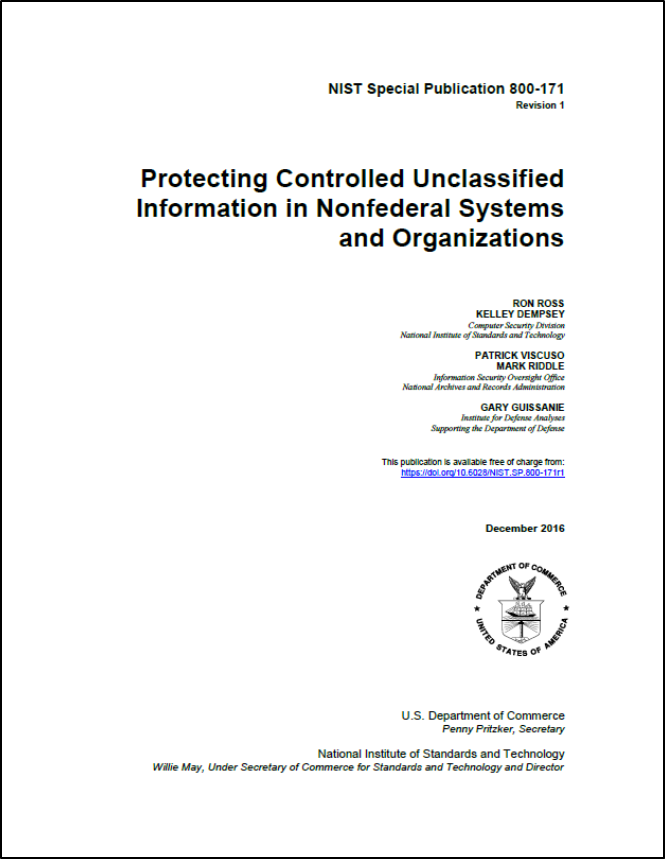 NIST Special Publication 800-171
Revision 1
Protecting Controlled Unclassified
Information in Nonfederal Systems
and Organizations
RON ROSS
KELLEY DEMPSEY
Computer Security Division
National Institute of Standards and Technology
PATRICK VISCUSO
MARK RIDDLE
Information Security Oversight Office
National Archives and Records Administration
GARY GUISSANIE
Institute for Defense Analyses
Supporting the Department of Defense
This publication is available free of charge from:
https://doi.org/10.6028/NIST.SP.800-171r1
December 2016
DEPARTMENT OF COMMERCE
UNITED STATES OF AMERICA
U.S. Department of Commerce
Penny Pritzker, Secretary
National Institute of Standards and Technology
Willie May, Under Secretary of Commerce for Standards and Technology and Director